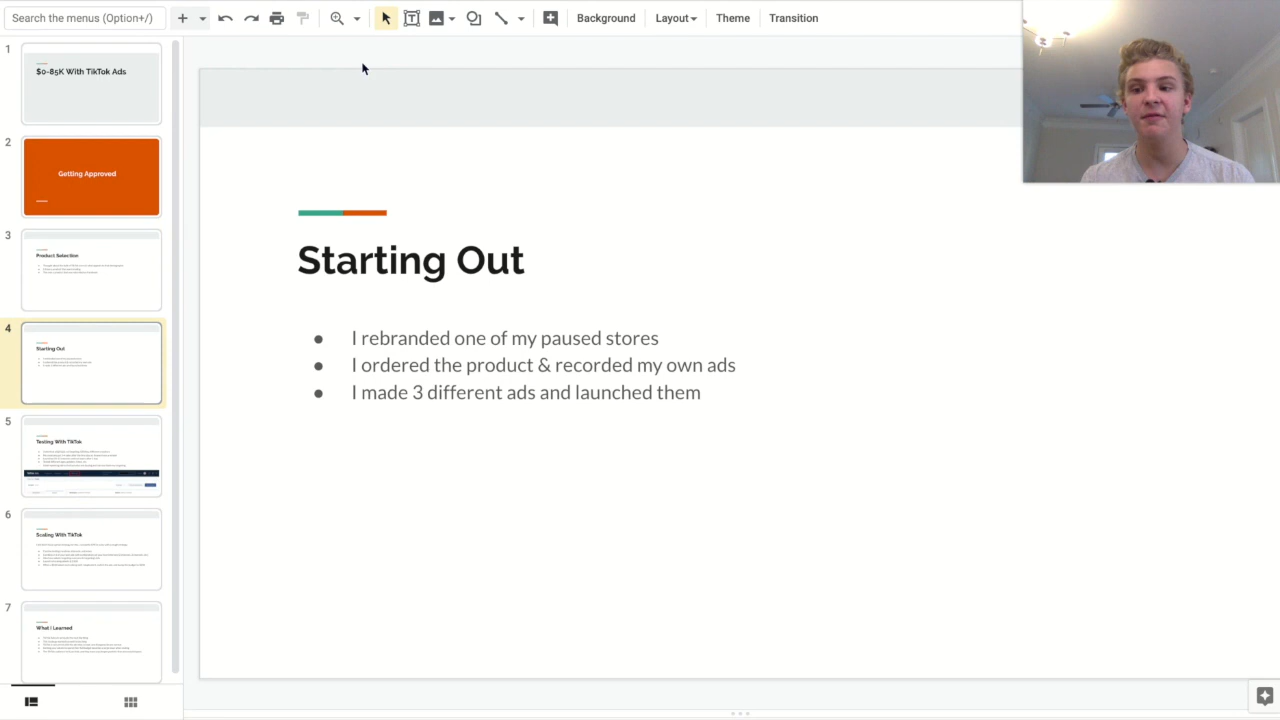 Search the menus (Option+/)
Background
Layout
Theme
Transition
1
$0-85K With TikTok Ads
2
Getting Approved
3
Product Selection
4
Starting Out
5
Testing With TikTok
6
Scaling With TikTok
7
What I Learned
Starting Out
● I rebranded one of my paused stores
● I ordered the product & recorded my own ads
● I made 3 different ads and launched them